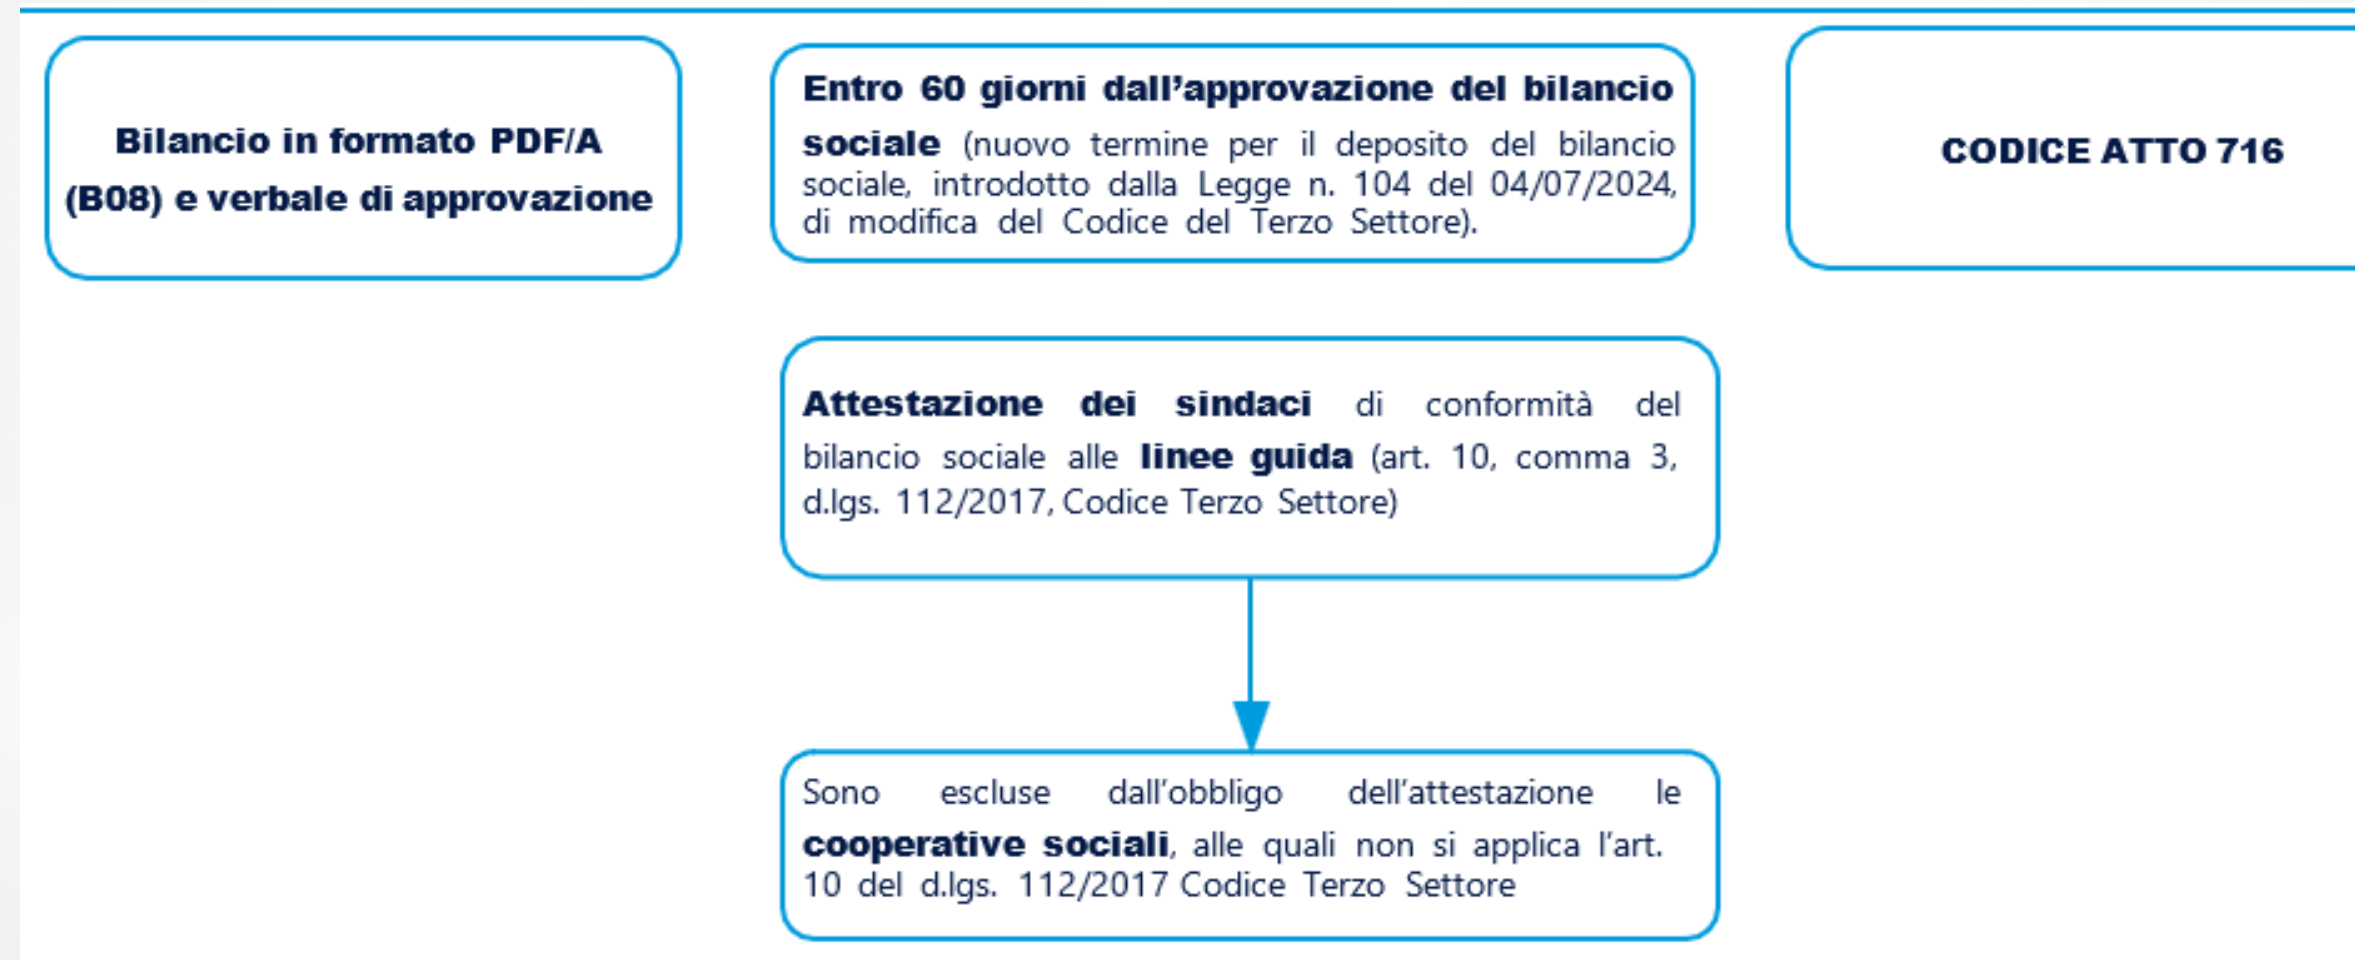 Bilancio in formato PDF/A
(B08) e verbale di approvazione
Entro 60 giorni dall’approvazione del bilancio
sociale (nuovo termine per il deposito del bilancio
sociale, introdotto dalla Legge n. 104 del 04/07/2024,
di modifica del Codice del Terzo Settore).
CODICE ATTO 716
Attestazione dei sindaci di conformità del
bilancio sociale alle linee guida (art. 10, comma 3,
d.lgs. 112/2017, Codice Terzo Settore)
Sono escluse dall’obbligo dell’attestazione le
cooperative sociali, alle quali non si applica l’art.
10 del d.lgs. 112/2017 Codice Terzo Settore